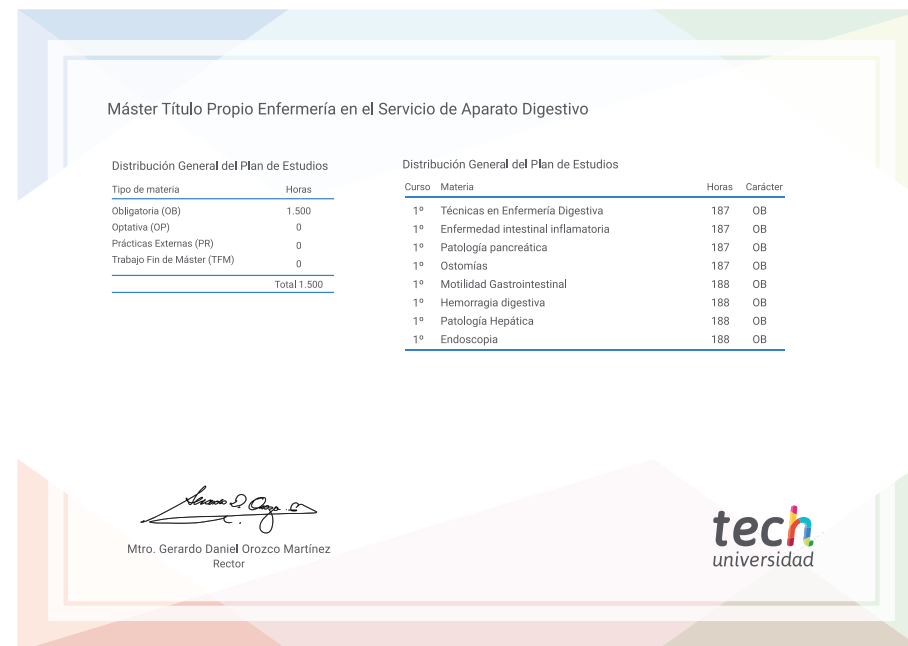 Máster Título Propio Enfermería en el Servicio de Aparato Digestivo
Distribución General del Plan de Estudios
Tipo de materia Horas
Obligatoria (OB) 1.500
Optativa (OP) 0
Prácticas Externas (PR) 0
Trabajo Fin de Máster (TFM) 0
Total 1.500
Distribución General del Plan de Estudios
Curso Materia Horas Carácter
1º Técnicas en Enfermería Digestiva 187 OB
1º Enfermedad intestinal inflamatoria 187 OB
1º Patología pancreática 187 OB
1º Ostomías 187 OB
1º Motilidad Gastrointestinal 188 OB
1º Hemorragia digestiva 188 OB
1º Patología Hepática 188 OB
1º Endoscopia 188 OB
Mtro. Gerardo Daniel Orozco Martínez
Rector
tech
universidad